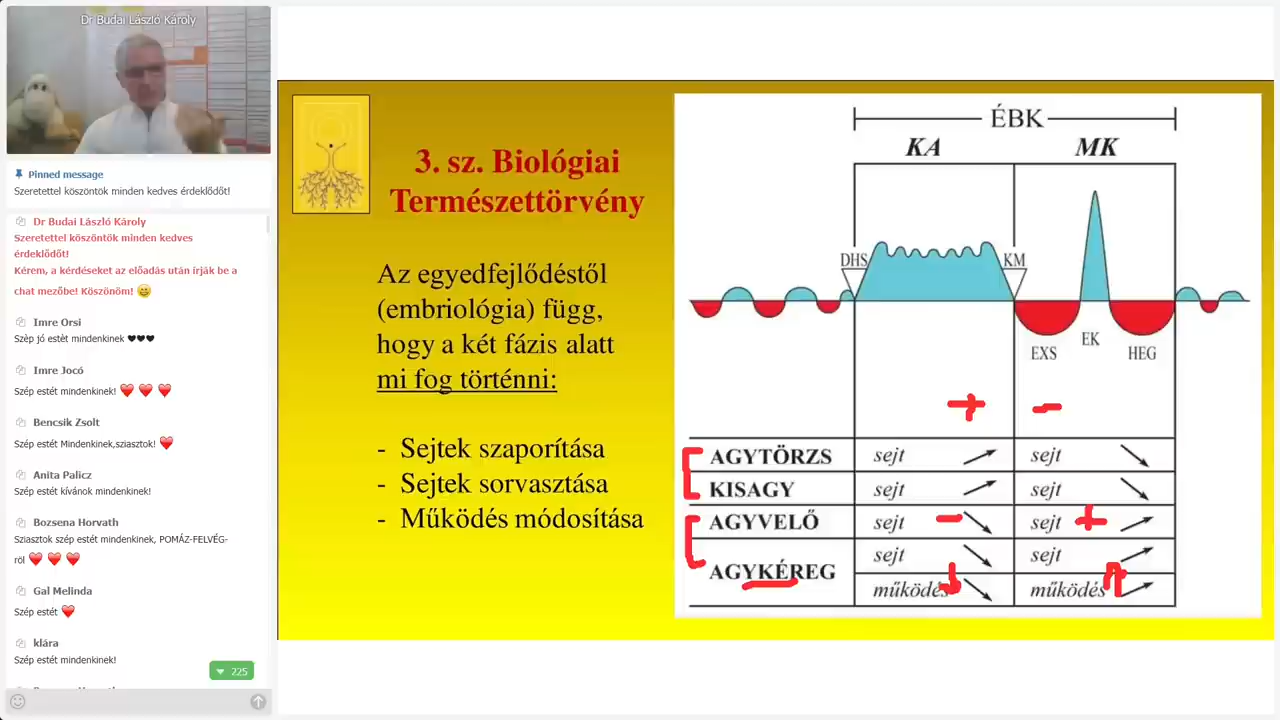 Dr Budai László Károly
Pinned message
Szeretettel köszöntök minden kedves érdeklődőt!
Dr Budai László Károly
Szeretettel köszöntök minden kedves
érdeklődőt!
Kérem, a kérdéseket az előadás után írják be a
chat mezőbe! Köszönöm! 😄
Imre Orsi
Szèp jó estèt mindenkinek ♥♥♥
Imre Jocó
Szép estét mindenkinek! ❤ ❤ ❤
Bencsik Zsolt
Szép estét Mindenkinek,sziasztok! ❤
Anita Palicz
Szép estét kívánok mindenkinek!
Bozsena Horvath
Sziasztok szép estét mindenkinek, POMÁZ-FELVÉG-
ról ❤ ❤ ❤
Gal Melinda
Szép estét ❤
klára
Szép estét mindenkinek!
225
3. sz. Biológiai
Természettörvény
Az egyedfejlődéstől
(embriológia) függ,
hogy a két fázis alatt
mi fog történni:
- Sejtek szaporítása
- Sejtek sorvasztása
- Működés módosítása
ÉBK
KA MK
DHS KM
EXS EK HEG
+ -
AGYTÖRZS sejt sejt
KISAGY sejt sejt
AGYVELŐ sejt - sejt +
sejt sejt
AGYKÉREG
működés működés